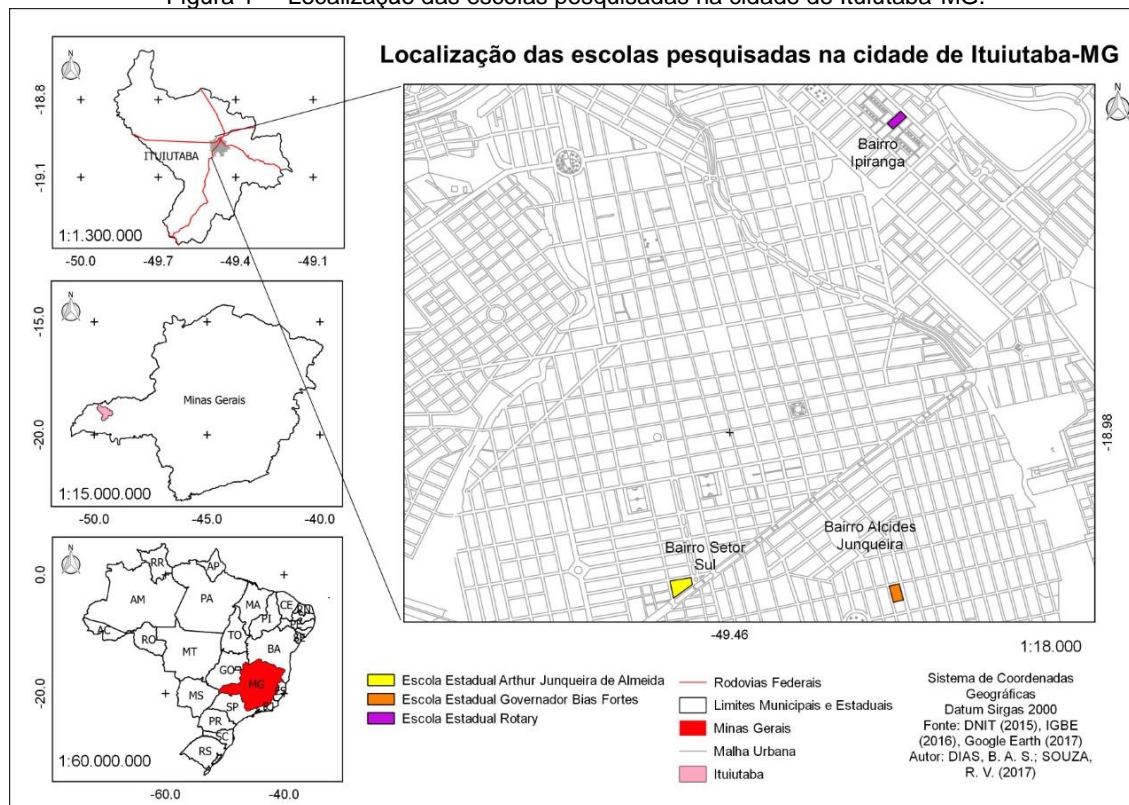 Figura 1 – Localização das escolas pesquisadas na cidade de Ituiutaba-MG.
Localização das escolas pesquisadas na cidade de Ituiutaba-MG
N
-18.8
-19.1
ITUIUTABA
1:1.300.000
-50.0 -49.7 -49.4 -49.1
N
-15.0
-20.0
Minas Gerais
1:15.000.000
-50.0 -45.0 -40.0
N
0.0
-20.0
RR
AP
AM
PA
MA
CE
RN
PI
AC
RO
TO
MT
BA
GO
MG
ES
MS
SP
RJ
PR
SC
RS
1:60.000.000
-60.0 -40.0
N
Bairro
Ipiranga
-18.98
Bairro Alcides
Junqueira
Bairro Setor
Sul
-49.46
1:18.000
Escola Estadual Arthur Junqueira de Almeida
Escola Estadual Governador Bias Fortes
Escola Estadual Rotary
Rodovias Federais
Limites Municipais e Estaduais
Minas Gerais
Malha Urbana
Ituiutaba
Sistema de Coordenadas
Geográficas
Datum Sirgas 2000
Fonte: DNIT (2015), IGBE
(2016), Google Earth (2017)
Autor: DIAS, B. A. S.; SOUZA,
R. V. (2017)